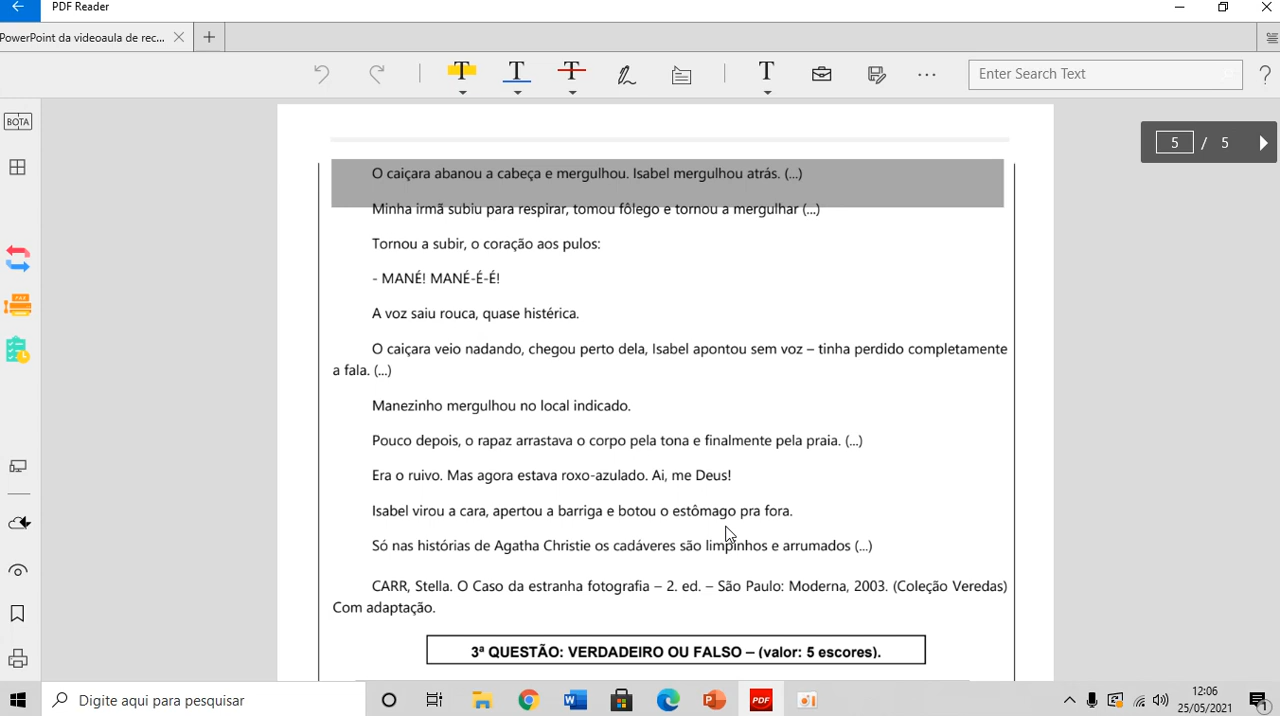 PDF Reader
PowerPoint da videoaula de rec...
Enter Search Text
?
BOTA
5 / 5
O caiçara abanou a cabeça e mergulhou. Isabel mergulhou atrás. (...)
Minha irmã subiu para respirar, tomou fôlego e tornou a mergulhar (...)
Tornou a subir, o coração aos pulos:
- MANÉ! MANÉ-É-É!
A voz saiu rouca, quase histérica.
O caiçara veio nadando, chegou perto dela, Isabel apontou sem voz – tinha perdido completamente
a fala. (...)
Manezinho mergulhou no local indicado.
Pouco depois, o rapaz arrastava o corpo pela tona e finalmente pela praia. (...)
Era o ruivo. Mas agora estava roxo-azulado. Ai, me Deus!
Isabel virou a cara, apertou a barriga e botou o estômago pra fora.
Só nas histórias de Agatha Christie os cadáveres são limpinhos e arrumados (...)
CARR, Stella. O Caso da estranha fotografia – 2. ed. – São Paulo: Moderna, 2003. (Coleção Veredas)
Com adaptação.
3ª QUESTÃO: VERDADEIRO OU FALSO – (valor: 5 escores).
Digite aqui para pesquisar
PDF
12:06
25/05/2021